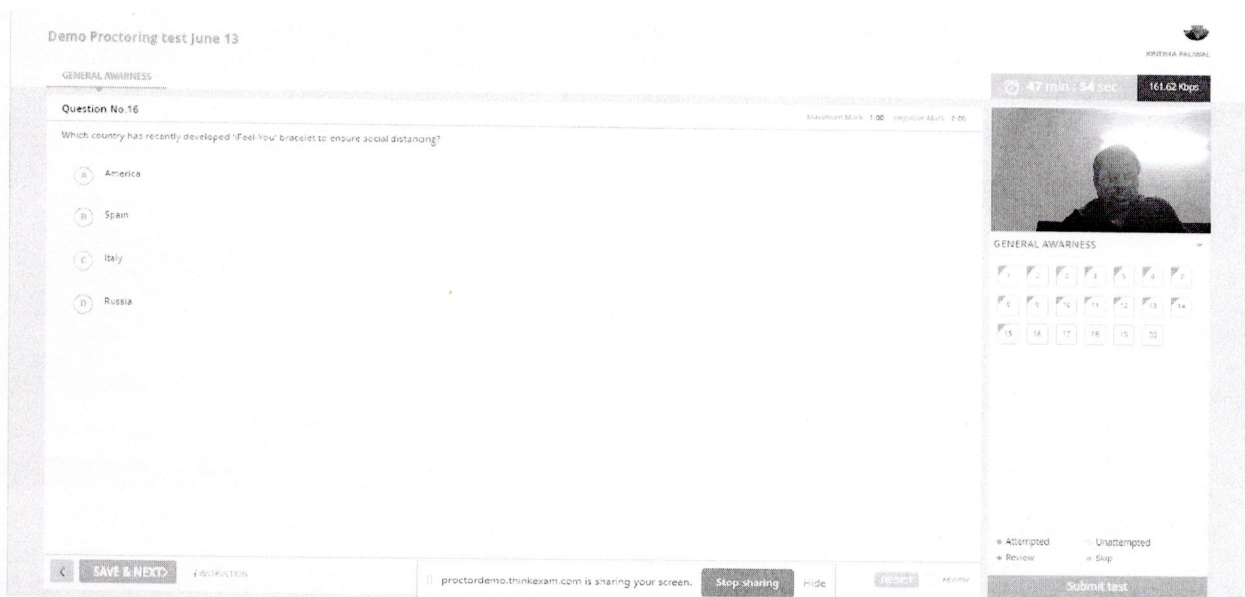 Demo Proctoring test June 13
GENERAL AWARNESS
47 min : 54 sec
161.62 Kbps
Question No.16
Maximum Mark 1.00 Negative Mark 0.00
Which country has recently developed 'iFeel-You' bracelet to ensure social distancing?
A America
B Spain
C Italy
D Russia
GENERAL AWARNESS
1 2 3 4 5 6 7
8 9 10 11 12 13 14
15 16 17 18 19 20
Attempted Unattempted
Review Skip
SAVE & NEXT
INSTRUCTION
proctordemo.thinkexam.com is sharing your screen. Stop sharing Hide
REVIEW
Submit test